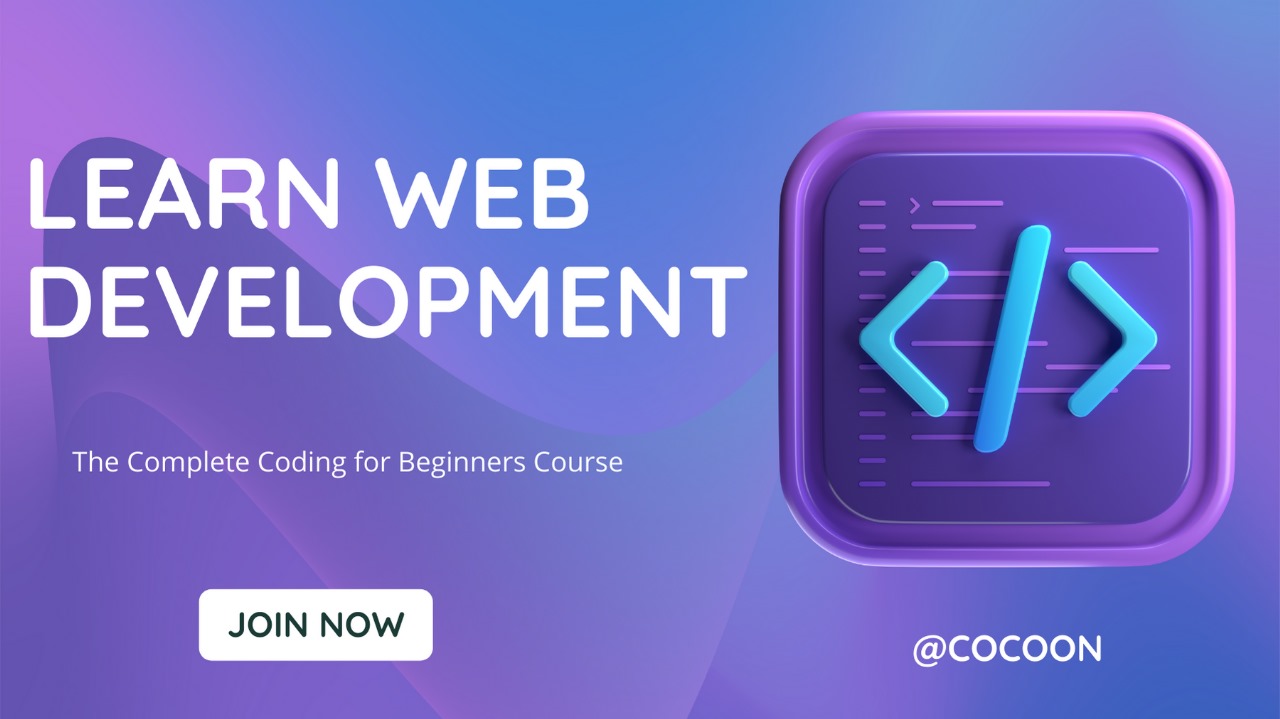 LEARN WEB
DEVELOPMENT
The Complete Coding for Beginners Course
JOIN NOW
@COCOON